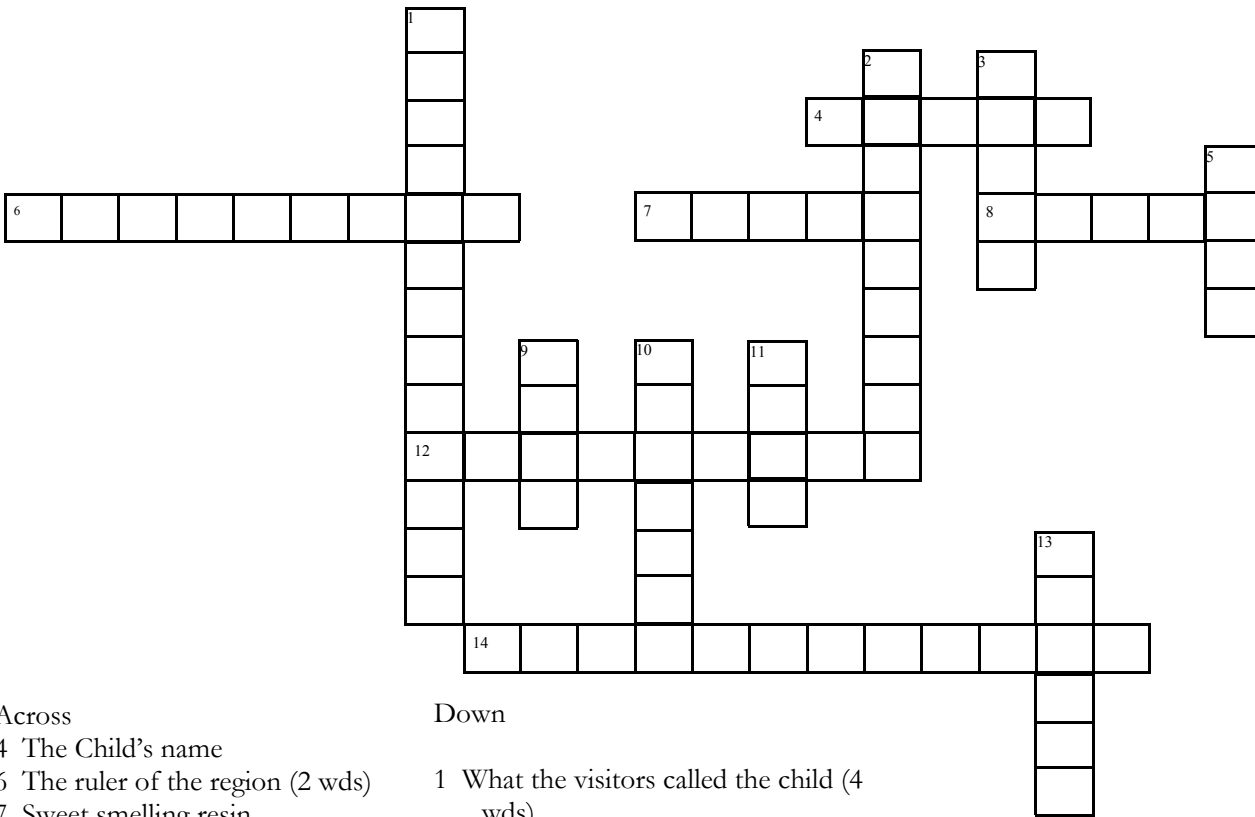 1
2 3
4
5
6 7 8
9 10 11
12
13
14
Across
4 The Child’s name
6 The ruler of the region (2 wds)
7 Sweet smelling resin
Down
1 What the visitors called the child (4
wds)